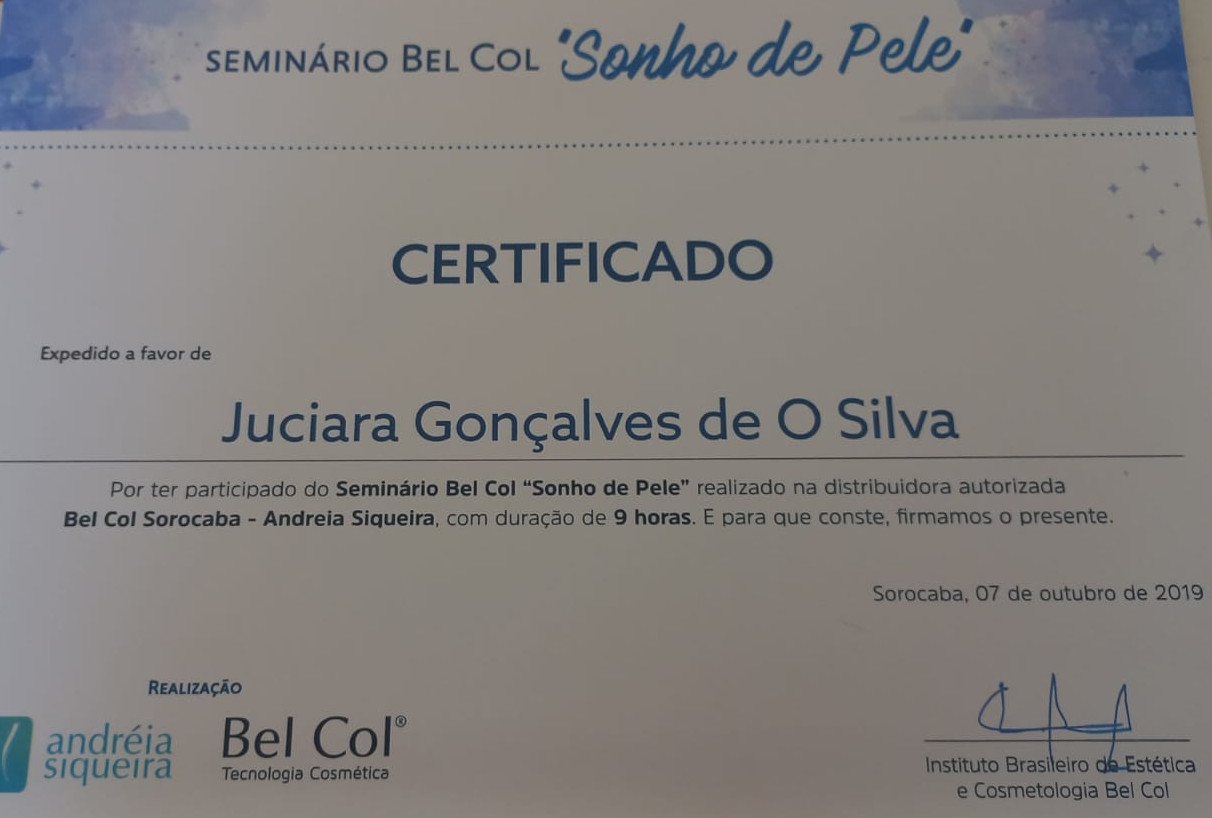 SEMINÁRIO BEL COL "Sonho de Pele"
CERTIFICADO
Expedido a favor de
Juciara Gonçalves de O Silva
Por ter participado do Seminário Bel Col “Sonho de Pele” realizado na distribuidora autorizada
Bel Col Sorocaba - Andreia Siqueira, com duração de 9 horas. E para que conste, firmamos o presente.
Sorocaba, 07 de outubro de 2019
REALIZAÇÃO
andréia
siqueira
Bel Col®
Tecnologia Cosmética
Instituto Brasileiro de Estética
e Cosmetologia Bel Col